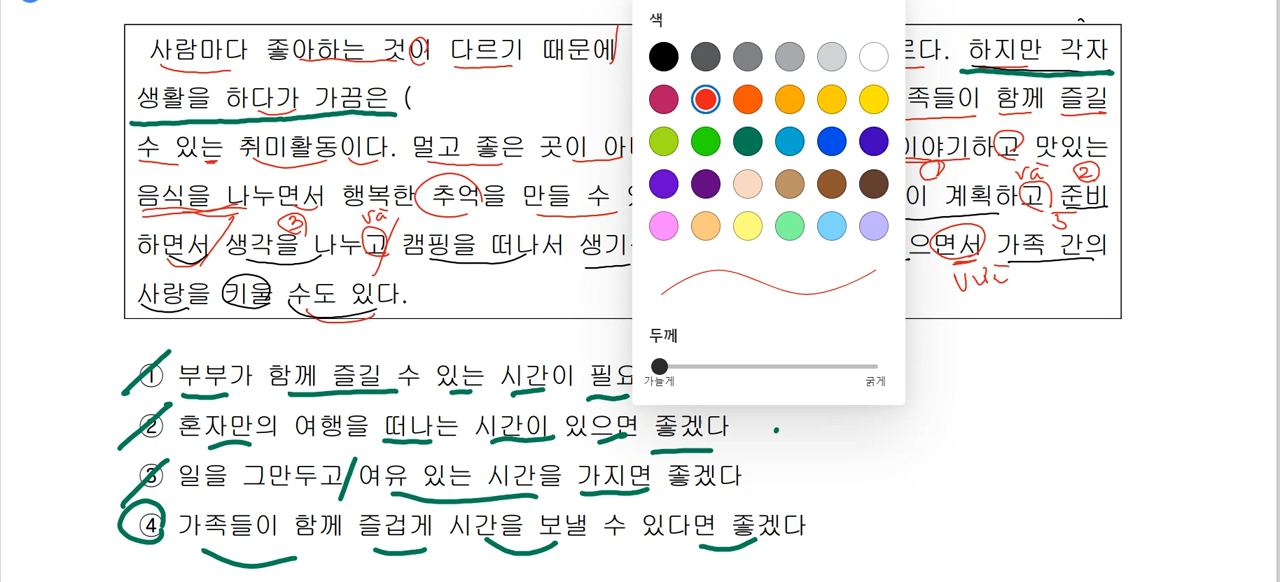 색
사람마다 좋아하는 것이 다르기 때문에 르다. 하지만 각자
생활을 하다가 가끔은 ( 족들이 함께 즐길
수 있는 취미활동이다. 멀고 좋은 곳이 이야기하고 맛있는
음식을 나누면서 행복한 추억을 만들 수 이 계획하고 준비
vā ②
③ vā 5
하면서 생각을 나누고 캠핑을 떠나서 으면서 가족 간의
사랑을 키울 수도 있다.
두께
가늘게 굵게
① 부부가 함께 즐길 수 있는 시간이 필요
② 혼자만의 여행을 떠나는 시간이 있으면 좋겠다
③ 일을 그만두고 여유 있는 시간을 가지면 좋겠다
④ 가족들이 함께 즐겁게 시간을 보낼 수 있다면 좋겠다